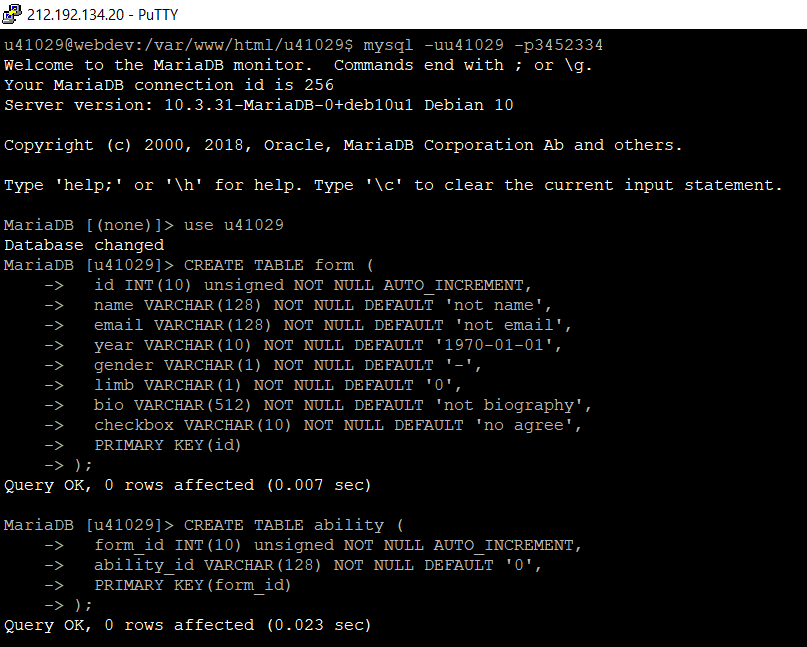 212.192.134.20 - PuTTY
u41029@webdev:/var/www/html/u41029$ mysql -uu41029 -p3452334
Welcome to the MariaDB monitor.  Commands end with ; or \g.
Your MariaDB connection id is 256
Server version: 10.3.31-MariaDB-0+deb10u1 Debian 10
Copyright (c) 2000, 2018, Oracle, MariaDB Corporation Ab and others.
Type 'help;' or '\h' for help. Type '\c' to clear the current input statement.
MariaDB [(none)]> use u41029
Database changed
MariaDB [u41029]> CREATE TABLE form (
    ->   id INT(10) unsigned NOT NULL AUTO_INCREMENT,
    ->   name VARCHAR(128) NOT NULL DEFAULT 'not name',
    ->   email VARCHAR(128) NOT NULL DEFAULT 'not email',
    ->   year VARCHAR(10) NOT NULL DEFAULT '1970-01-01',
    ->   gender VARCHAR(1) NOT NULL DEFAULT '-',
    ->   limb VARCHAR(1) NOT NULL DEFAULT '0',
    ->   bio VARCHAR(512) NOT NULL DEFAULT 'not biography',
    ->   checkbox VARCHAR(10) NOT NULL DEFAULT 'no agree',
    ->   PRIMARY KEY(id)
    -> );
Query OK, 0 rows affected (0.007 sec)
MariaDB [u41029]> CREATE TABLE ability (
    ->   form_id INT(10) unsigned NOT NULL AUTO_INCREMENT,
    ->   ability_id VARCHAR(128) NOT NULL DEFAULT '0',
    ->   PRIMARY KEY(form_id)
    -> );
Query OK, 0 rows affected (0.023 sec)